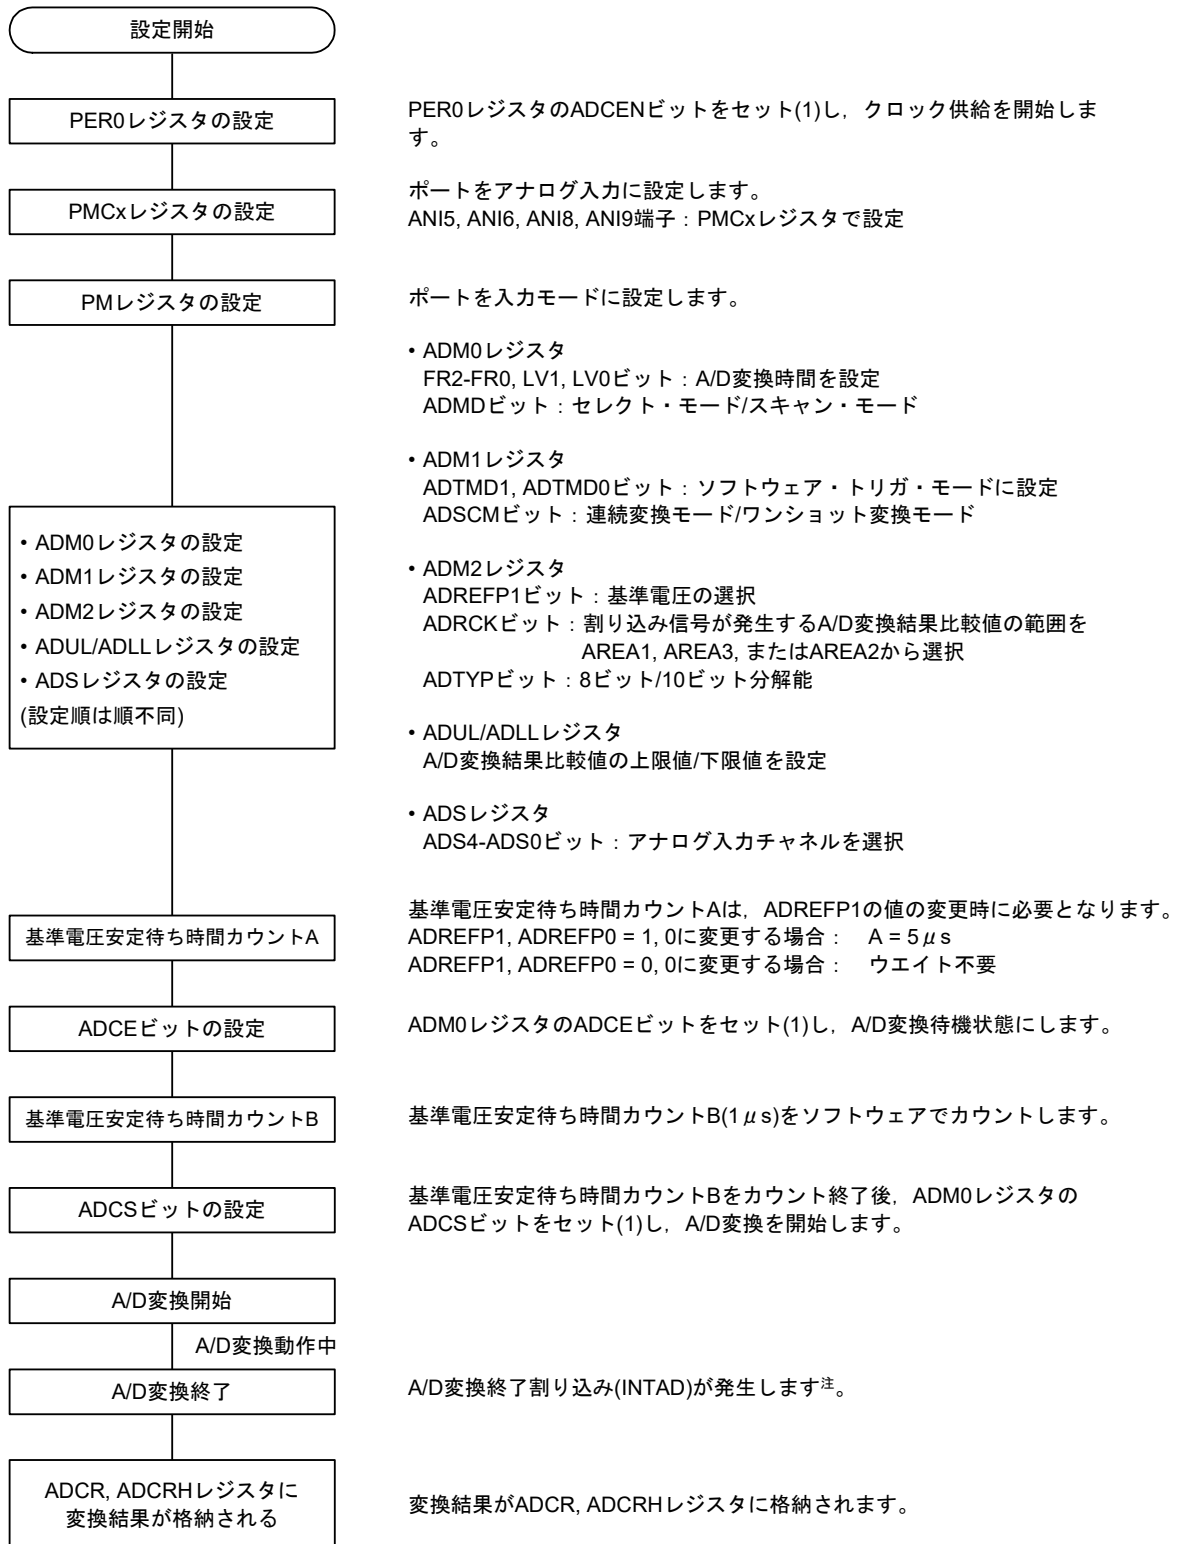 設定開始
PER0レジスタの設定
PER0レジスタのADCENビットをセット(1)し，クロック供給を開始しま
す。
PMCxレジスタの設定
ポートをアナログ入力に設定します。
ANI5, ANI6, ANI8, ANI9端子：PMCxレジスタで設定
PMレジスタの設定
ポートを入力モードに設定します。
• ADM0レジスタ
FR2-FR0, LV1, LV0ビット：A/D変換時間を設定
ADMDビット：セレクト・モード/スキャン・モード
• ADM1レジスタ
ADTMD1, ADTMD0ビット：ソフトウェア・トリガ・モードに設定
ADSCMビット：連続変換モード/ワンショット変換モード
• ADM2レジスタ
ADREFP1ビット：基準電圧の選択
ADRCKビット：割り込み信号が発生するA/D変換結果比較値の範囲を
AREA1, AREA3, またはAREA2から選択
ADTYPビット：8ビット/10ビット分解能
• ADUL/ADLLレジスタ
A/D変換結果比較値の上限値/下限値を設定
• ADSレジスタ
ADS4-ADS0ビット：アナログ入力チャネルを選択
• ADM0レジスタの設定
• ADM1レジスタの設定
• ADM2レジスタの設定
• ADUL/ADLLレジスタの設定
• ADSレジスタの設定
(設定順は順不同)
基準電圧安定待ち時間カウントA
基準電圧安定待ち時間カウントAは，ADREFP1の値の変更時に必要となります。
ADREFP1, ADREFP0 = 1, 0に変更する場合：　A = 5μs
ADREFP1, ADREFP0 = 0, 0に変更する場合：　ウエイト不要
ADCEビットの設定
ADM0レジスタのADCEビットをセット(1)し，A/D変換待機状態にします。
基準電圧安定待ち時間カウントB
基準電圧安定待ち時間カウントB(1μs)をソフトウェアでカウントします。
ADCSビットの設定
基準電圧安定待ち時間カウントBをカウント終了後，ADM0レジスタの
ADCSビットをセット(1)し，A/D変換を開始します。
A/D変換開始
A/D変換動作中
A/D変換終了
A/D変換終了割り込み(INTAD)が発生します注。
ADCR, ADCRHレジスタに
変換結果が格納される
変換結果がADCR, ADCRHレジスタに格納されます。